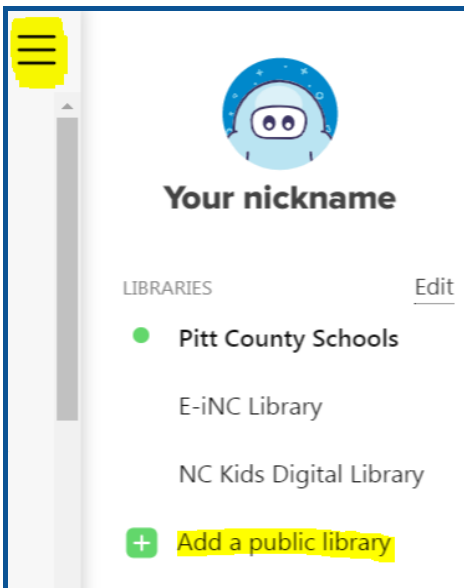 Your nickname
LIBRARIES Edit
Pitt County Schools
E-iNC Library
NC Kids Digital Library
Add a public library